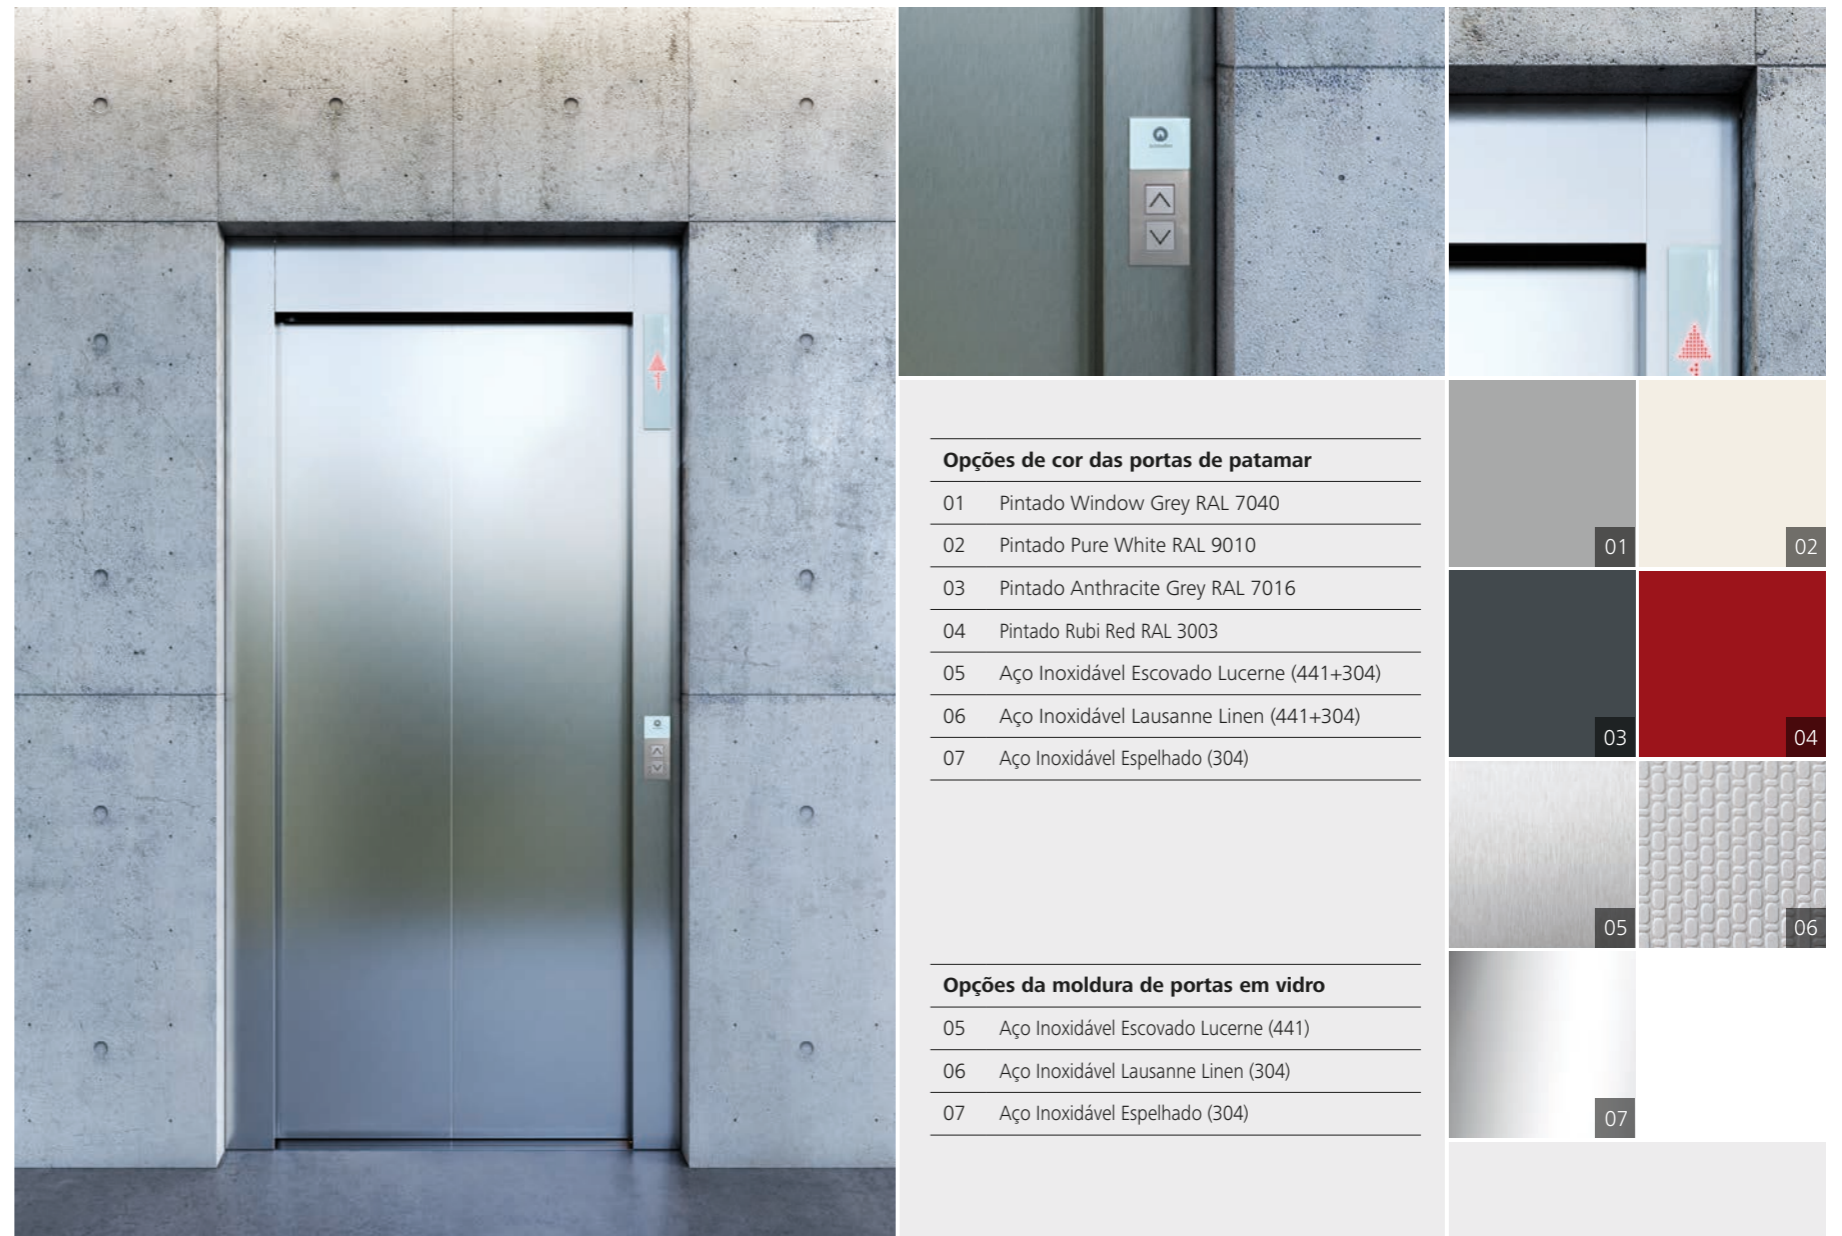 Opções de cor das portas de patamar
01 Pintado Window Grey RAL 7040
02 Pintado Pure White RAL 9010
03 Pintado Anthracite Grey RAL 7016
04 Pintado Rubi Red RAL 3003
05 Aço Inoxidável Escovado Lucerne (441+304)
06 Aço Inoxidável Lausanne Linen (441+304)
07 Aço Inoxidável Espelhado (304)
Opções da moldura de portas em vidro
05 Aço Inoxidável Escovado Lucerne (441)
06 Aço Inoxidável Lausanne Linen (304)
07 Aço Inoxidável Espelhado (304)
01
02
03
04
05
06
07